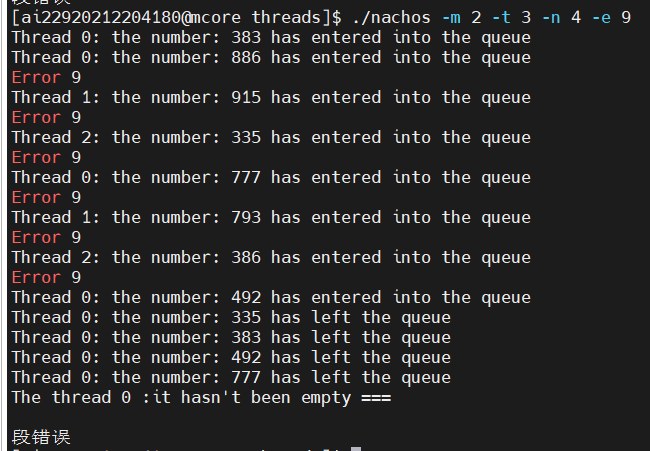 段错误
[ai22920212204180@mcore threads]$ ./nachos -m 2 -t 3 -n 4 -e 9
Thread 0: the number: 383 has entered into the queue
Thread 0: the number: 886 has entered into the queue
Error 9
Thread 1: the number: 915 has entered into the queue
Error 9
Thread 2: the number: 335 has entered into the queue
Error 9
Thread 0: the number: 777 has entered into the queue
Error 9
Thread 1: the number: 793 has entered into the queue
Error 9
Thread 2: the number: 386 has entered into the queue
Error 9
Thread 0: the number: 492 has entered into the queue
Thread 0: the number: 335 has left the queue
Thread 0: the number: 383 has left the queue
Thread 0: the number: 492 has left the queue
Thread 0: the number: 777 has left the queue
The thread 0 :it hasn't been empty ===
段错误